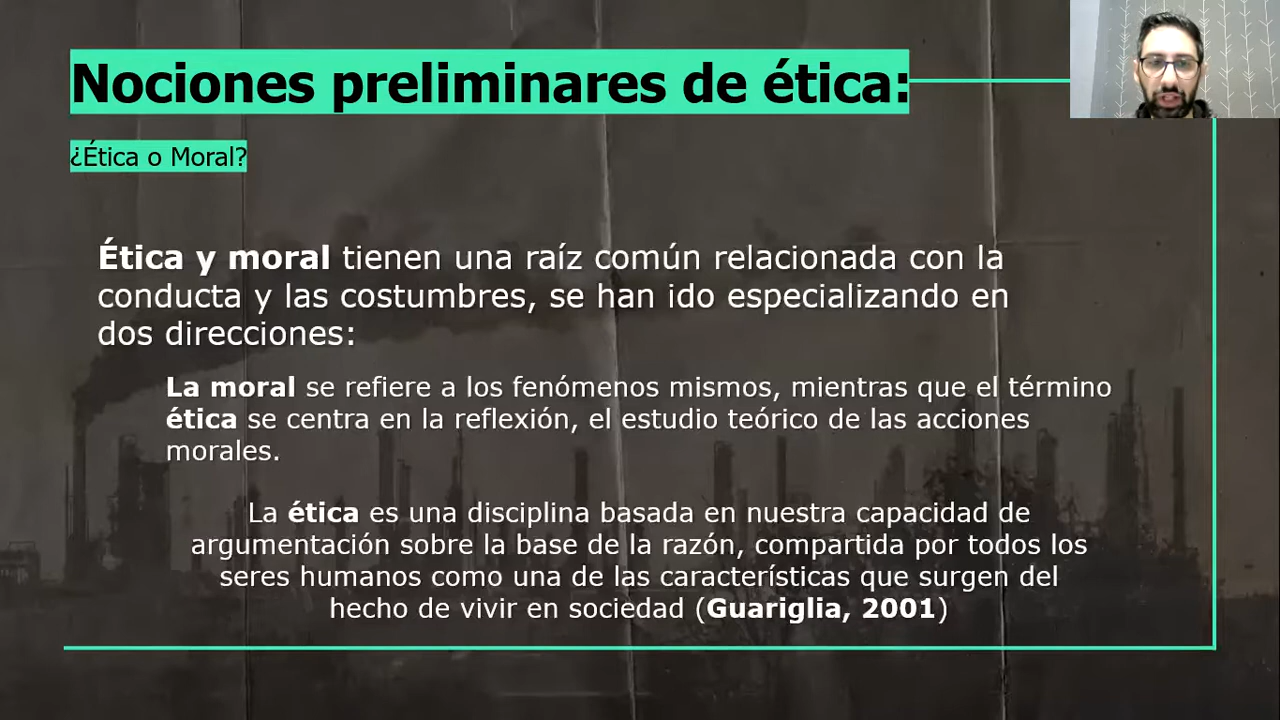 Nociones preliminares de ética:
¿Ética o Moral?
Ética y moral tienen una raíz común relacionada con la
conducta y las costumbres, se han ido especializando en
dos direcciones:
La moral se refiere a los fenómenos mismos, mientras que el término
ética se centra en la reflexión, el estudio teórico de las acciones
morales.
La ética es una disciplina basada en nuestra capacidad de
argumentación sobre la base de la razón, compartida por todos los
seres humanos como una de las características que surgen del
hecho de vivir en sociedad (Guariglia, 2001)